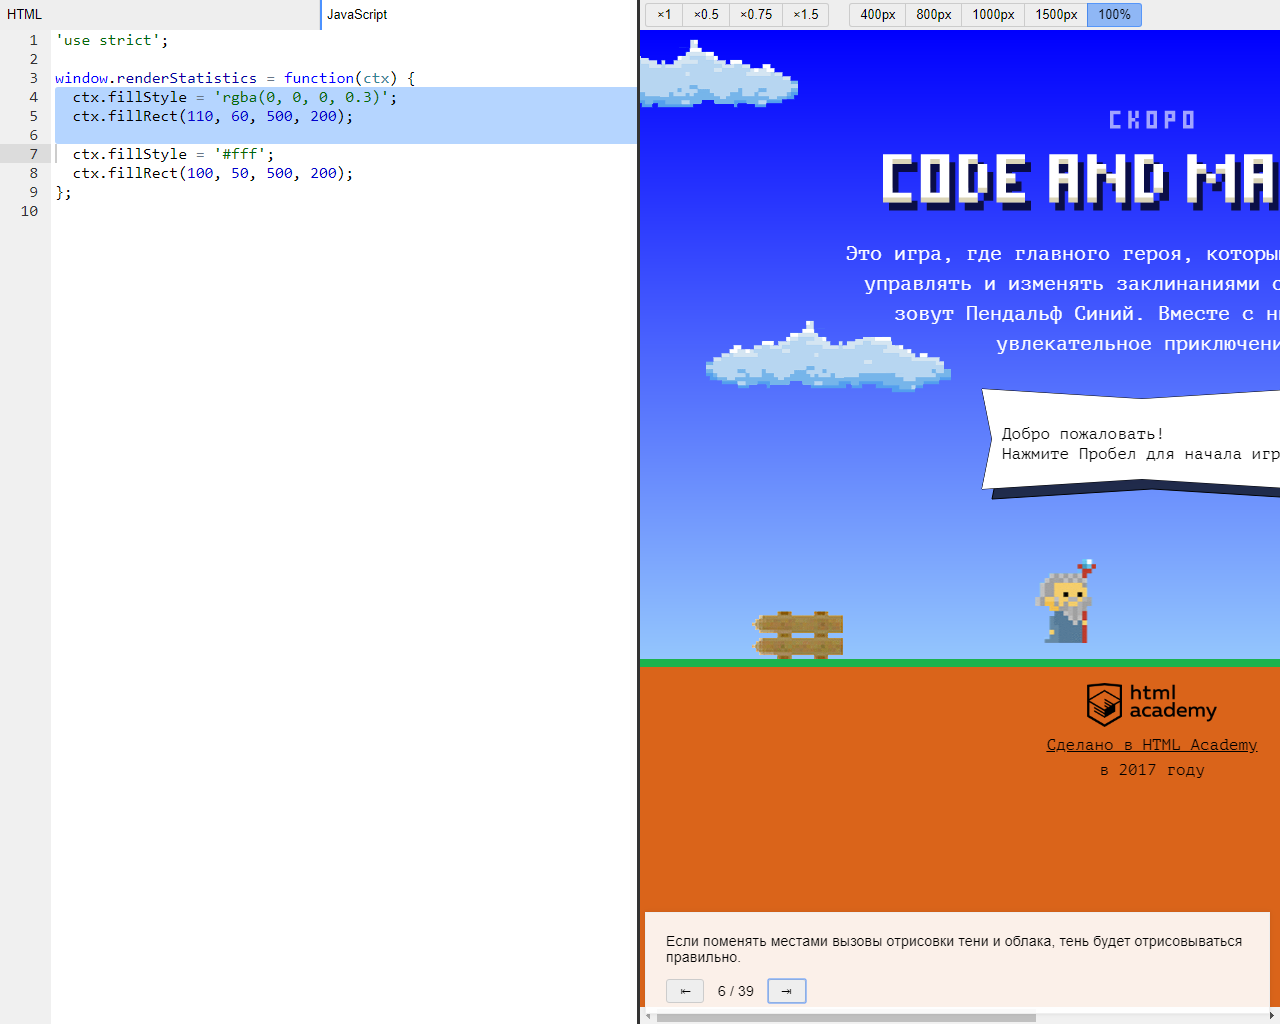 HTML
JavaScript
×1
×0.5
×0.75
×1.5
400px
800px
1000px
1500px
100%
1 'use strict';
2
3 window.renderStatistics = function(ctx) {
4 ctx.fillStyle = 'rgba(0, 0, 0, 0.3)';
5 ctx.fillRect(110, 60, 500, 200);
6
7 ctx.fillStyle = '#fff';
8 ctx.fillRect(100, 50, 500, 200);
9 };
10
СКОРО
CODE AND MA
Это игра, где главного героя, которы
управлять и изменять заклинаниями с
зовут Пендальф Синий. Вместе с н
увлекательное приключени
Добро пожаловать!
Нажмите Пробел для начала игр
html
academy
Сделано в HTML Academy
в 2017 году
Если поменять местами вызовы отрисовки тени и облака, тень будет отрисовываться
правильно.
6 / 39